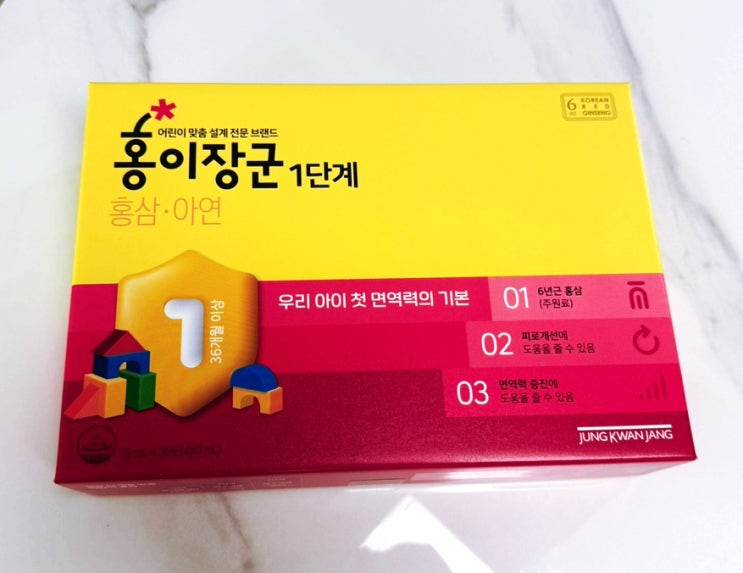 어린이 맞춤 설계 전문 브랜드
홍이장군 1단계
홍삼·아연
6
KOREAN
RED
GINSENG
1
36개월 이상
우리 아이 첫 면역력의 기본
01 6년근 홍삼
(주원료)
02 피로개선에
도움을 줄 수 있음
03 면역력 증진에
도움을 줄 수 있음
JUNG KWAN JANG